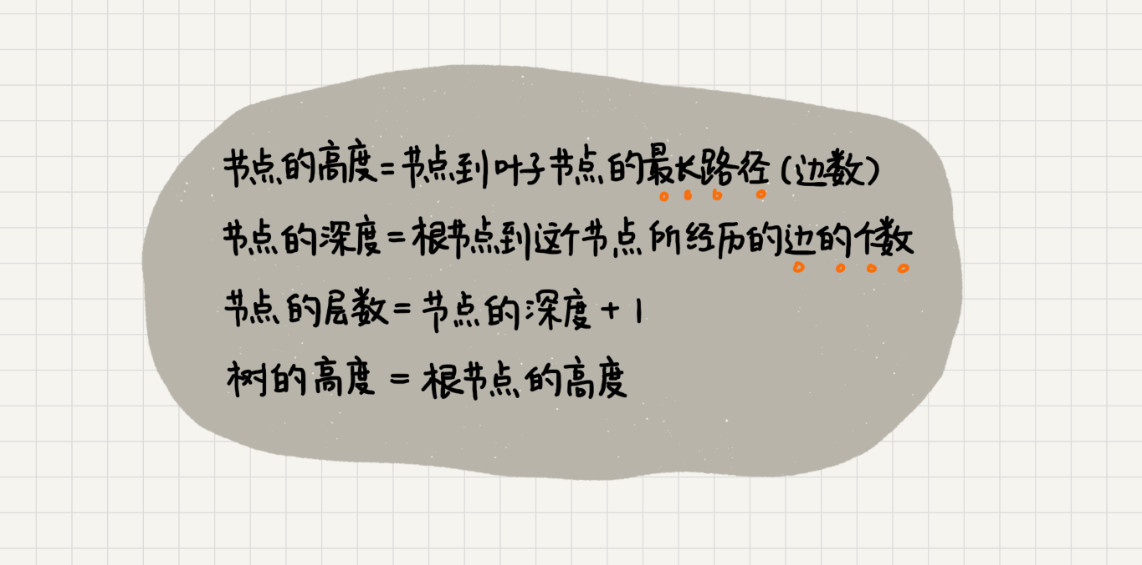 节点的高度=节点到叶子节点的最长路径(边数)
节点的深度=根节点到这个节点所经历的边的个数
节点的层数=节点的深度+1
树的高度=根节点的高度